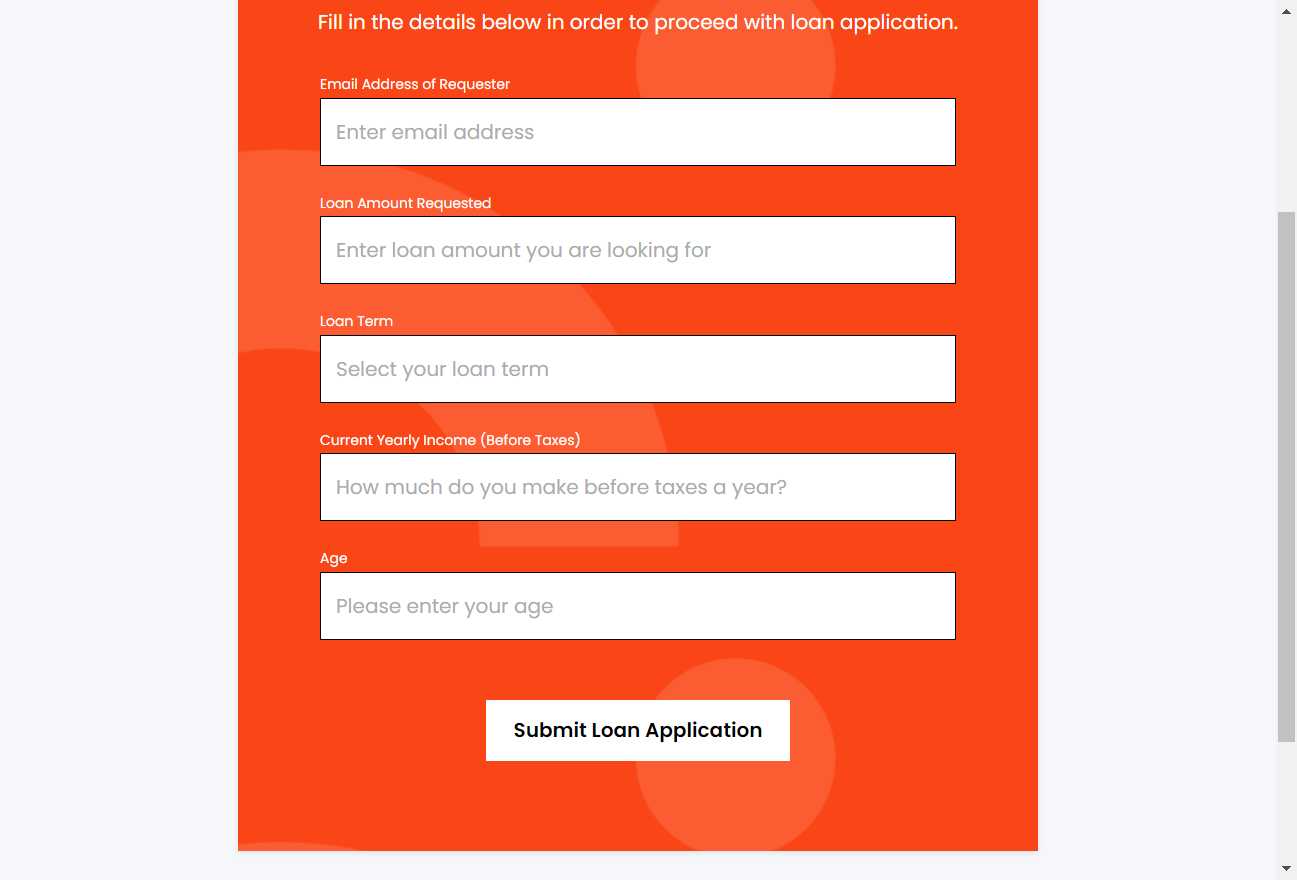 Fill in the details below in order to proceed with loan application.
Email Address of Requester
Enter email address
Loan Amount Requested
Enter loan amount you are looking for
Loan Term
Select your loan term
Current Yearly Income (Before Taxes)
How much do you make before taxes a year?
Age
Please enter your age
Submit Loan Application